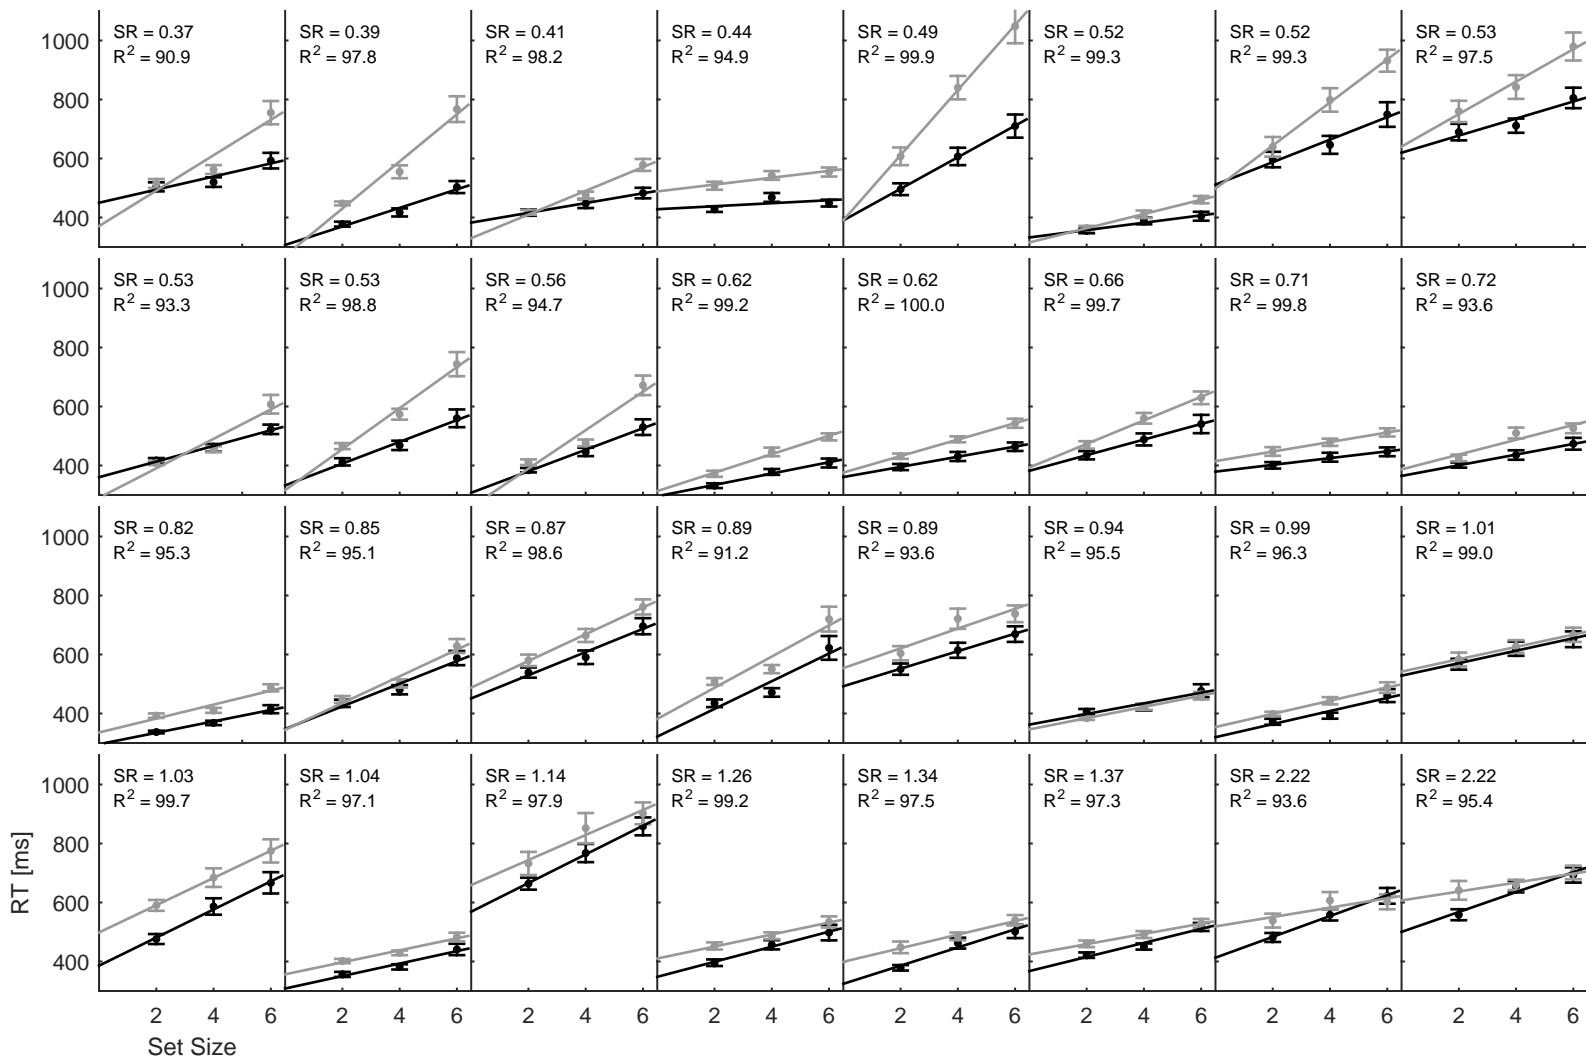 SR = 0.37 SR = 0.39 SR = 0.41 SR = 0.44 SR = 0.49 SR = 0.52 SR = 0.52 SR = 0.53
R² = 90.9 R² = 97.8 R² = 98.2 R² = 94.9 R² = 99.9 R² = 99.3 R² = 99.3 R² = 97.5
1000
800
600
400
SR = 0.53 SR = 0.53 SR = 0.56 SR = 0.62 SR = 0.62 SR = 0.66 SR = 0.71 SR = 0.72
R² = 93.3 R² = 98.8 R² = 94.7 R² = 99.2 R² = 100.0 R² = 99.7 R² = 99.8 R² = 93.6
1000
800
600
400
SR = 0.82 SR = 0.85 SR = 0.87 SR = 0.89 SR = 0.89 SR = 0.94 SR = 0.99 SR = 1.01
R² = 95.3 R² = 95.1 R² = 98.6 R² = 91.2 R² = 93.6 R² = 95.5 R² = 96.3 R² = 99.0
1000
800
600
400
SR = 1.03 SR = 1.04 SR = 1.14 SR = 1.26 SR = 1.34 SR = 1.37 SR = 2.22 SR = 2.22
R² = 99.7 R² = 97.1 R² = 97.9 R² = 99.2 R² = 97.5 R² = 97.3 R² = 93.6 R² = 95.4
1000
800
600
400
RT [ms]
2 4 6 2 4 6 2 4 6 2 4 6 2 4 6 2 4 6 2 4 6 2 4 6
Set Size